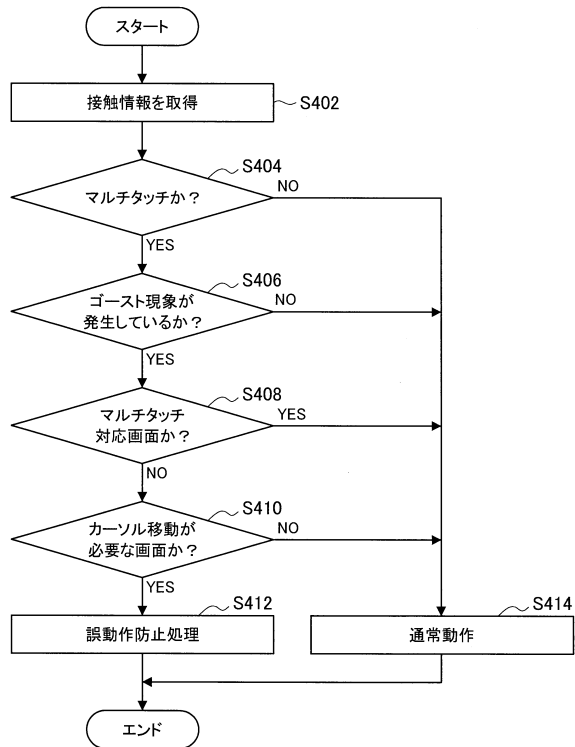 スタート
接触情報を取得
S402
S404
マルチタッチか？
NO
YES
S406
ゴースト現象が
発生しているか？
NO
YES
S408
マルチタッチ
対応画面か？
YES
NO
S410
カーソル移動が
必要な画面か？
NO
YES
S412
誤動作防止処理
S414
通常動作
エンド